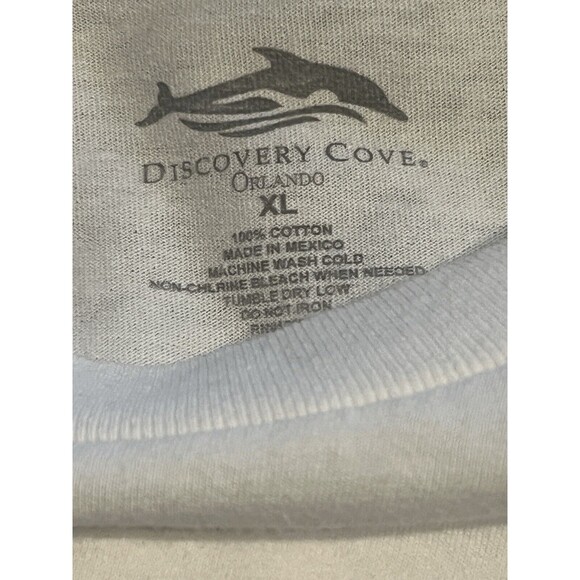 DISCOVERY COVE®
ORLANDO
XL
100% COTTON
MADE IN MEXICO
MACHINE WASH COLD
NON-CHLRINE BLEACH WHEN NEEDED
TUMBLE DRY LOW
DO NOT IRON